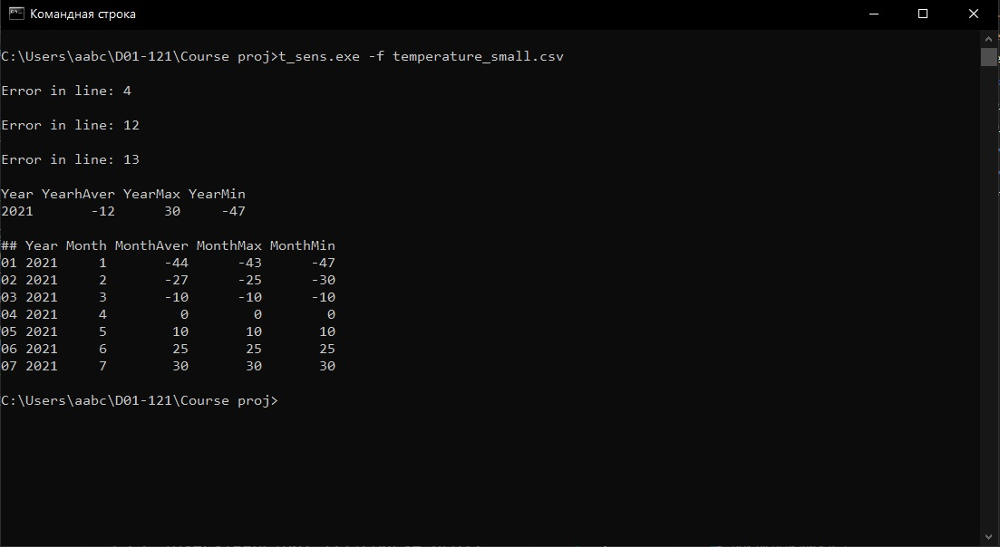 Командная строка
C:\Users\aabc\D01-121\Course proj>t_sens.exe -f temperature_small.csv
Error in line: 4
Error in line: 12
Error in line: 13
Year YearhAver YearMax YearMin
2021       -12      30     -47
## Year Month MonthAver MonthMax MonthMin
01 2021     1       -44      -43      -47
02 2021     2       -27      -25      -30
03 2021     3       -10      -10      -10
04 2021     4         0        0        0
05 2021     5        10       10       10
06 2021     6        25       25       25
07 2021     7        30       30       30
C:\Users\aabc\D01-121\Course proj>